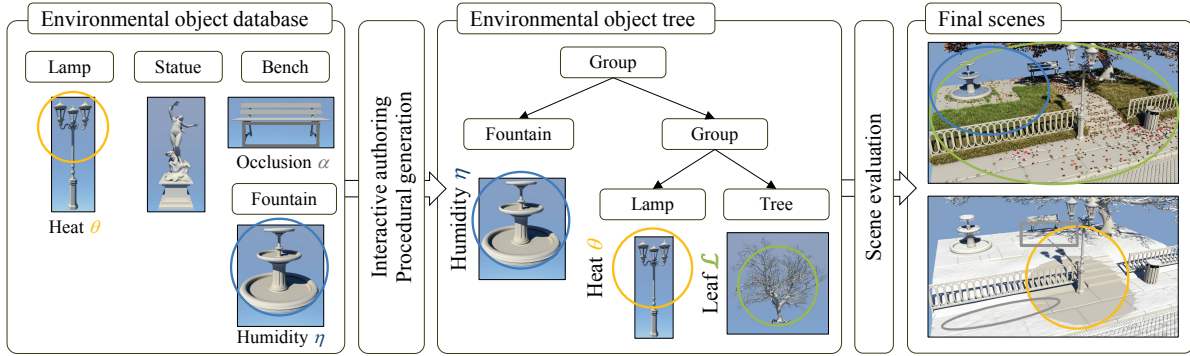 Environmental object database
Lamp
Statue
Bench
Heat θ
Occlusion α
Fountain
Humidity η
Interactive authoring
Procedural generation
Environmental object tree
Group
Fountain
Group
Humidity η
Lamp
Tree
Heat θ
Leaf ℒ
Scene evaluation
Final scenes